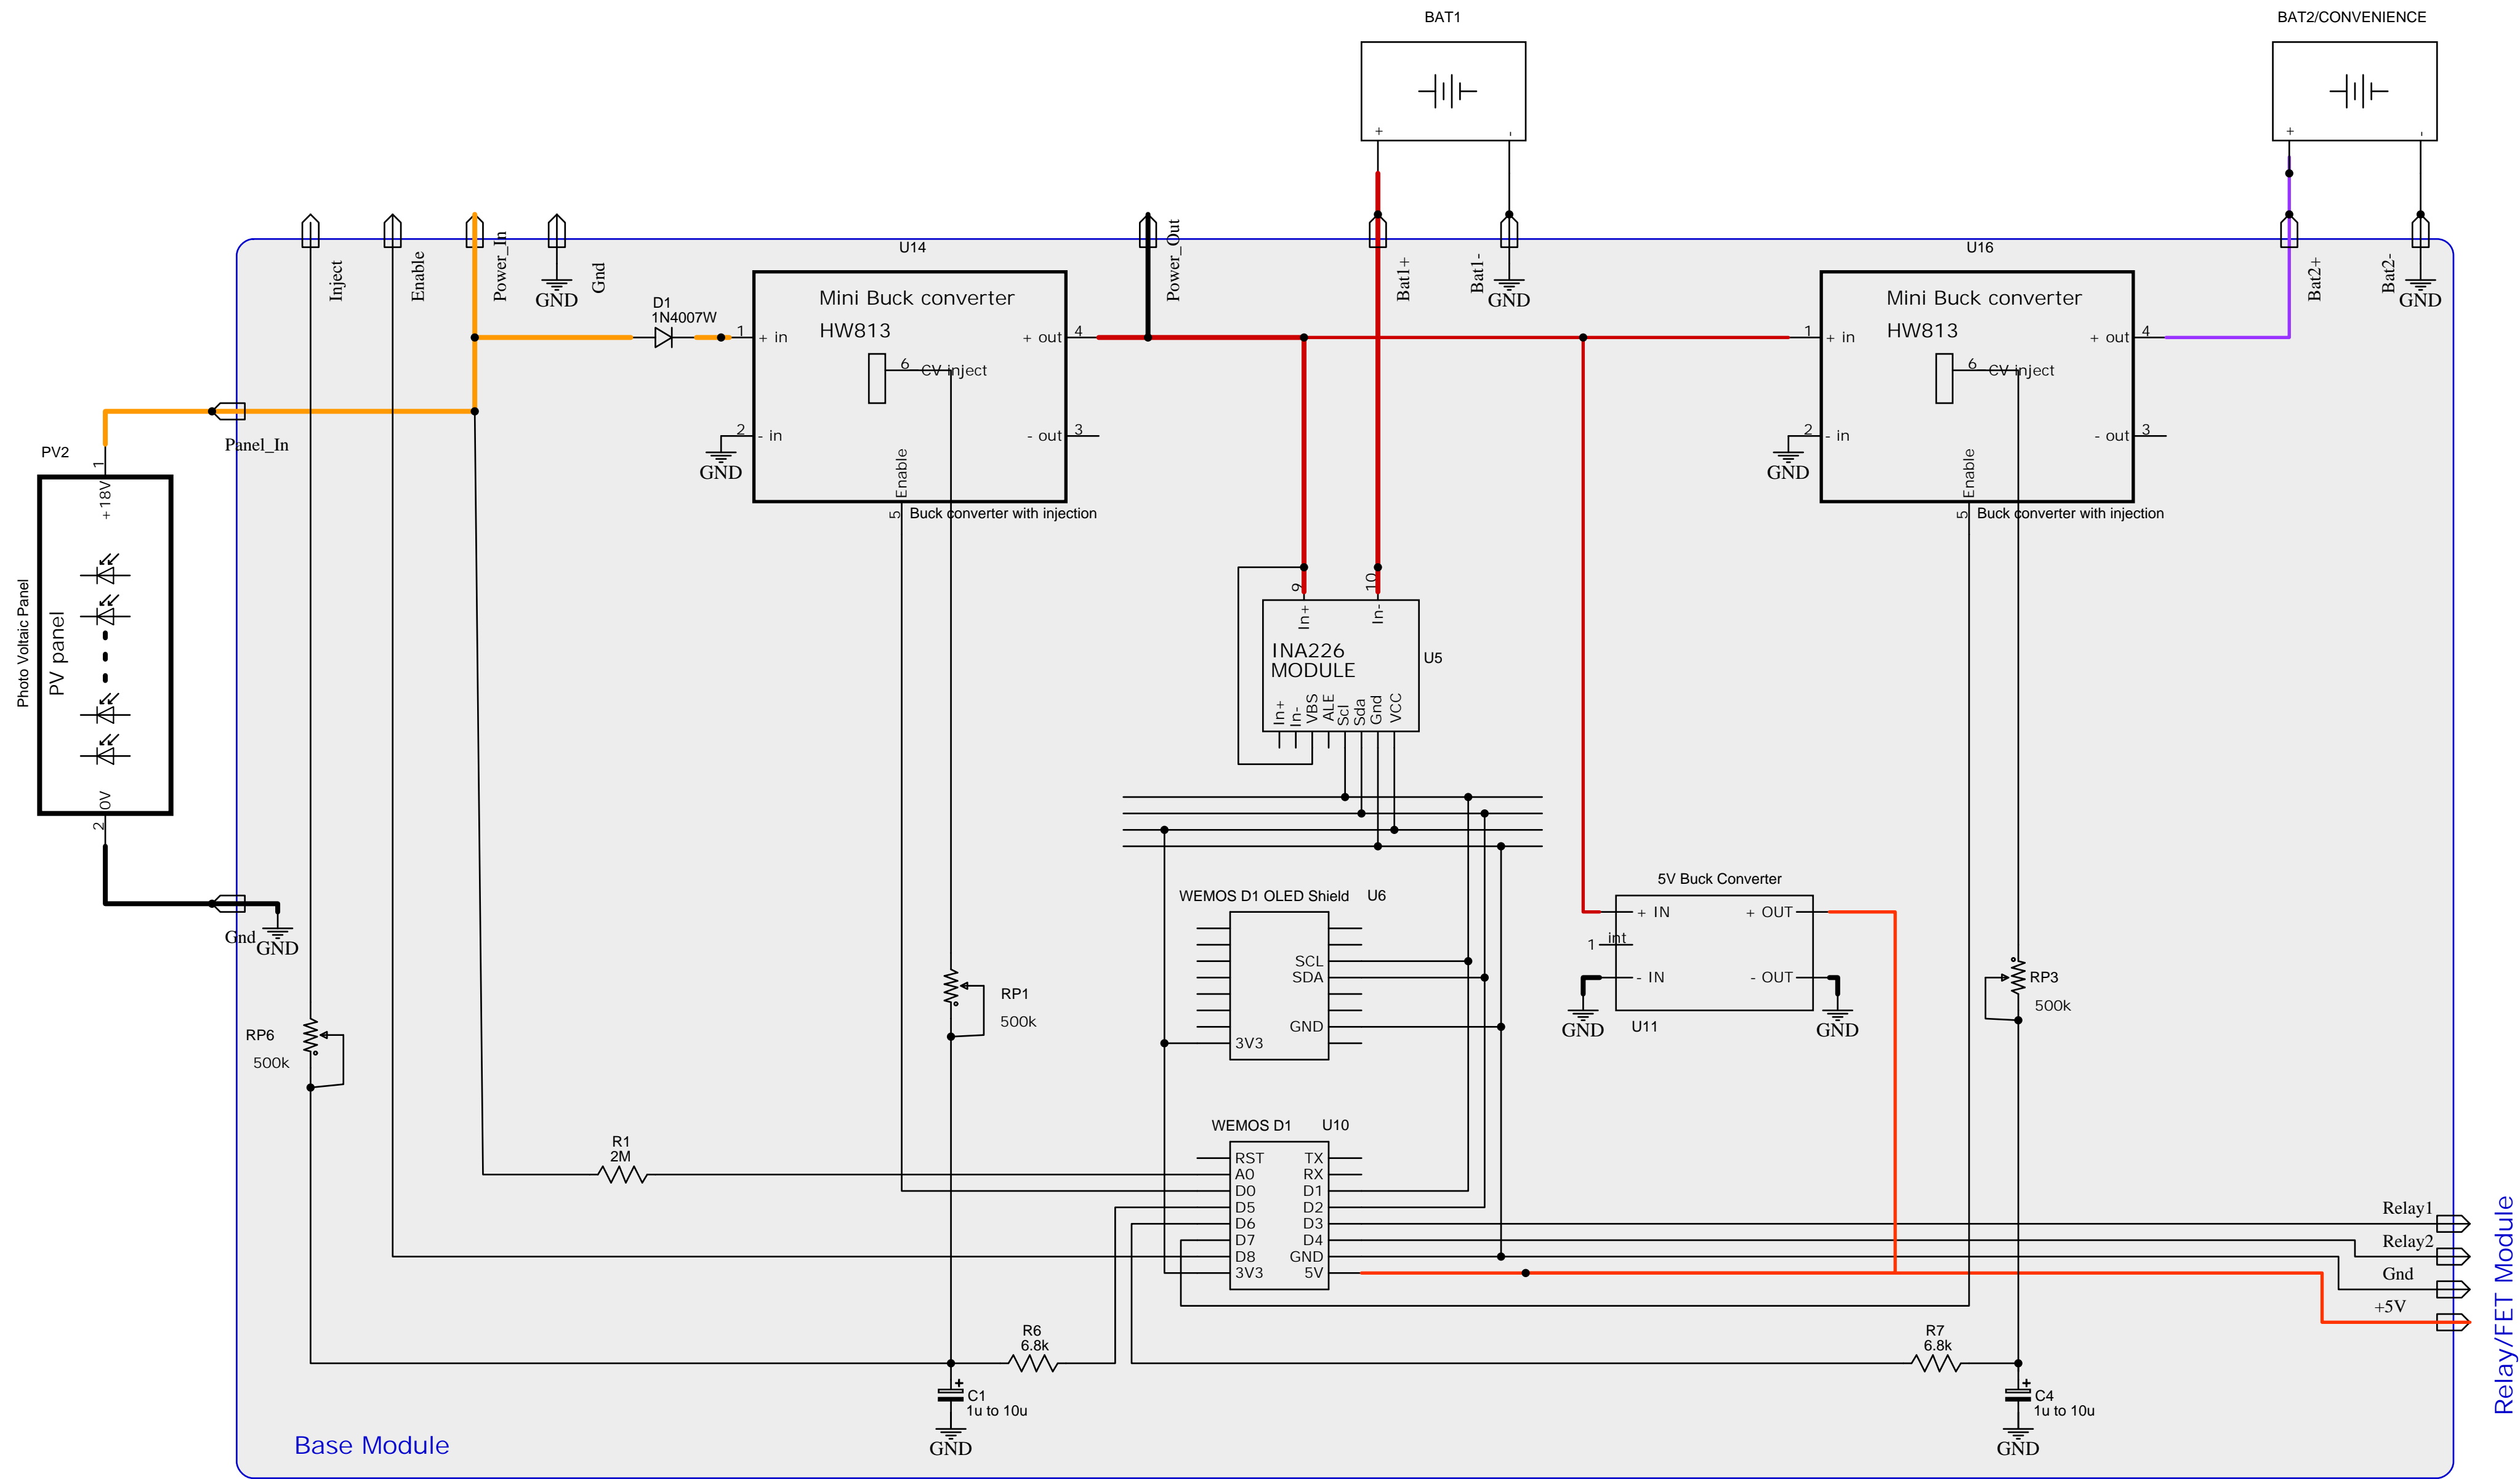 BAT1
BAT2/CONVENIENCE
+
-
+
-
Inject
Enable
Power_In
Gnd
GND
Power_Out
Bat1+
Bat1-
GND
Bat2+
Bat2-
GND
U14
Mini Buck converter
HW813
D1
1N4007W
1
+ in
+ out
4
6
CV inject
2
- in
- out
3
GND
Enable
5
Buck converter with injection
U16
Mini Buck converter
HW813
1
+ in
+ out
4
6
CV inject
2
- in
- out
3
GND
Enable
5
Buck converter with injection
Panel_In
PV2
1
+18V
Photo Voltaic Panel
PV panel
0V
2
Gnd
GND
9
10
In+
In-
INA226
MODULE
U5
In+
In-
VBS
ALE
Scl
Sda
Gnd
VCC
WEMOS D1 OLED Shield
U6
SCL
SDA
GND
3V3
5V Buck Converter
+ IN
+ OUT
1
int
- IN
- OUT
GND
U11
GND
RP1
500k
RP3
500k
RP6
500k
R1
2M
WEMOS D1
U10
RST
TX
A0
RX
D0
D1
D5
D2
D6
D3
D7
D4
D8
GND
3V3
5V
Relay1
Relay2
Gnd
+5V
Relay/FET Module
R6
6.8k
R7
6.8k
+
C1
1u to 10u
GND
+
C4
1u to 10u
GND
Base Module